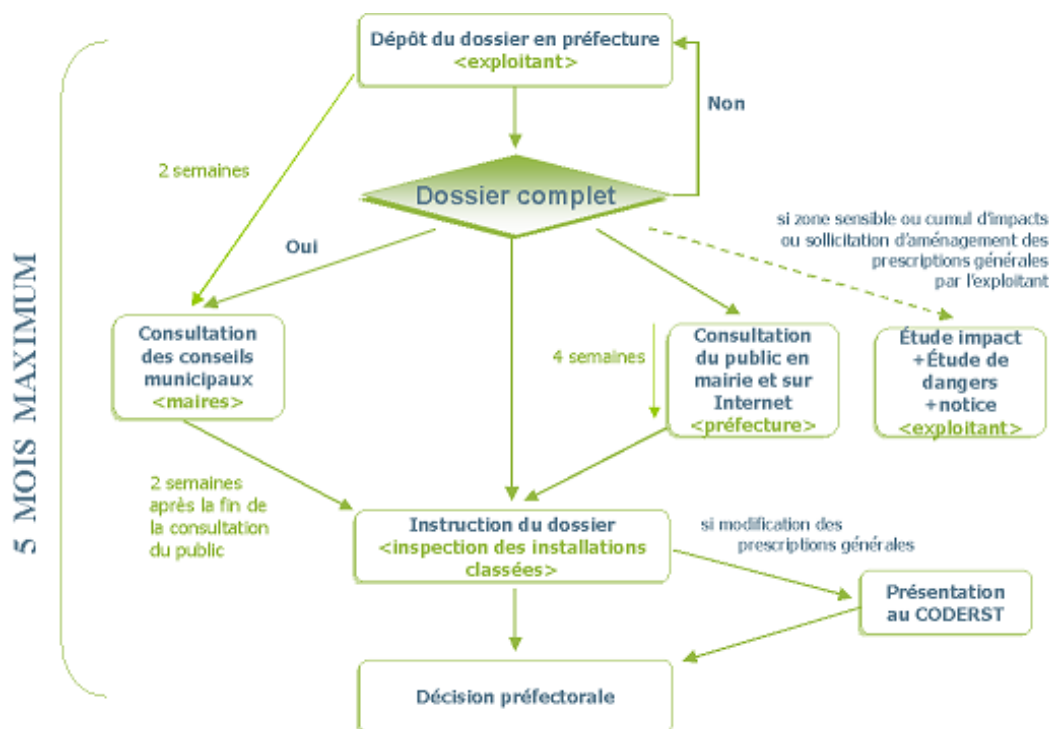 Dépôt du dossier en préfecture
<exploitant>
Non
2 semaines
Dossier complet
Oui
si zone sensible ou cumul d'impacts
ou sollicitation d'aménagement des
prescriptions générales
par l'exploitant
5 MOIS MAXIMUM
Consultation
des conseils
municipaux
<maires>
4 semaines
Consultation
du public en
mairie et sur
Internet
<préfecture>
Étude impact
+Étude de
dangers
+notice
<exploitant>
2 semaines
après la fin de
la consultation
du public
Instruction du dossier
<inspection des installations
classées>
si modification des
prescriptions générales
Présentation
au CODERST
Décision préfectorale